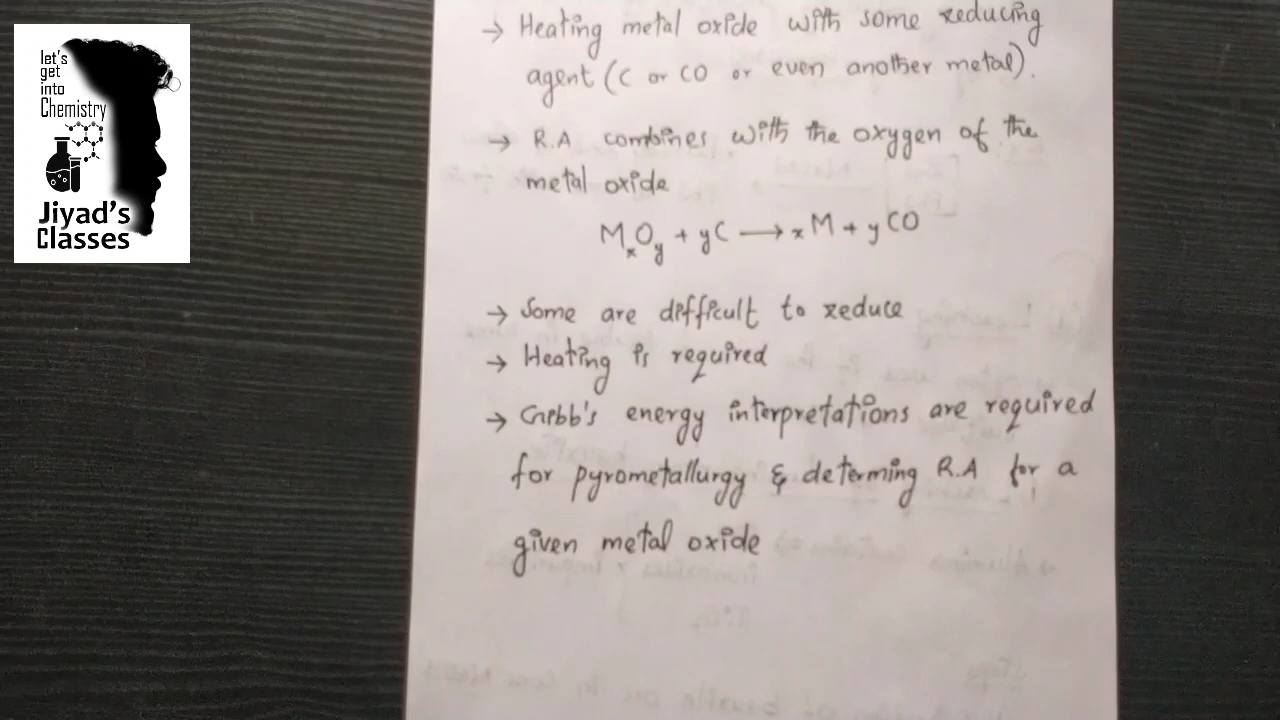 let's
get
into
Chemistry
Jiyad's
Classes
→ Heating metal oxide with some reducing
agent (C or CO or even another metal).
→ R.A combines with the oxygen of the
metal oxide
MxOy + yC → xM + yCO
→ Some are difficult to reduce
→ Heating is required
→ Gibb's energy interpretations are required
for pyrometallurgy & determing R.A for a
given metal oxide